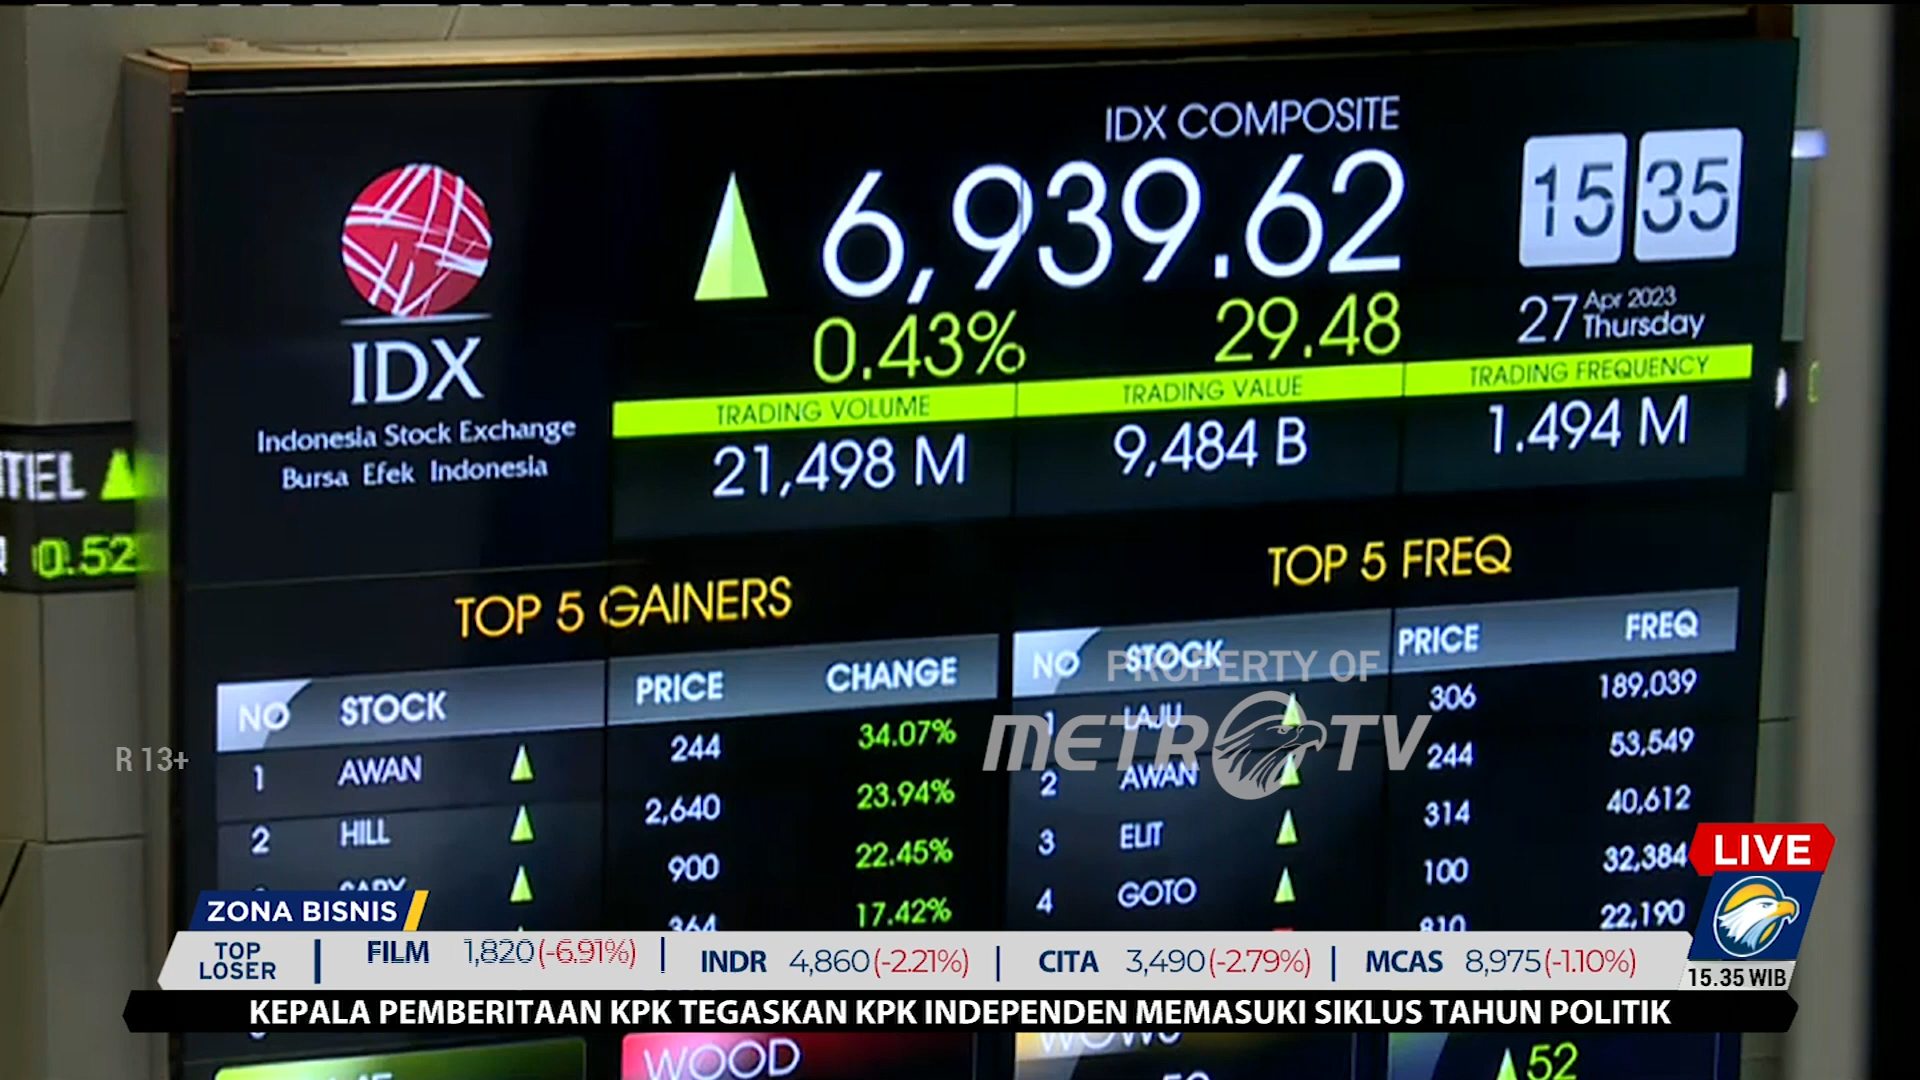 IDX COMPOSITE
6,939.62
15 35
0.43% 29.48
27 Apr 2023
Thursday
IDX
Indonesia Stock Exchange
Bursa Efek Indonesia
TRADING VOLUME TRADING VALUE TRADING FREQUENCY
21,498 M 9,484 B 1.494 M
0.52
TOP 5 GAINERS
NO STOCK PRICE CHANGE
1 AWAN 244 34.07%
2 HILL 2,640 23.94%
900 22.45%
364 17.42%
TOP 5 FREQ
NO STOCK PRICE FREQ
1 LAJU 306 189,039
2 AWAN 244 53,549
3 ELIT 314 40,612
4 GOTO 100 32,384
810 22,190
PROPERTY OF
METRO TV
R 13+
LIVE
ZONA BISNIS
TOP LOSER | FILM 1,820(-6.91%) | INDR 4,860(-2.21%) | CITA 3,490(-2.79%) | MCAS 8,975(-1.10%)
15.35 WIB
KEPALA PEMBERITAAN KPK TEGASKAN KPK INDEPENDEN MEMASUKI SIKLUS TAHUN POLITIK
WOOD
52